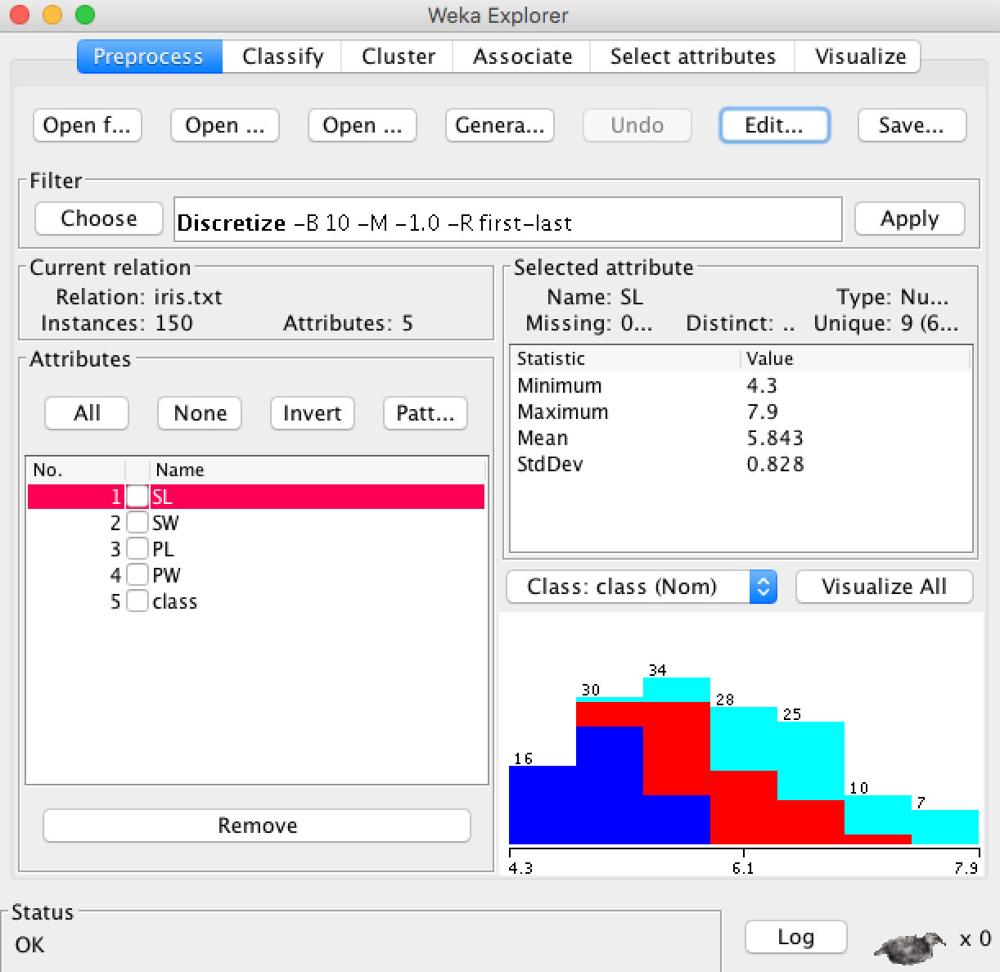 Weka Explorer
Preprocess Classify Cluster Associate Select attributes Visualize
Open f... Open ... Open ... Genera... Undo Edit... Save...
Filter
Choose Discretize -B 10 -M -1.0 -R first-last Apply
Current relation
Relation: iris.txt
Instances: 150 Attributes: 5
Selected attribute
Name: SL Type: Nu...
Missing: 0... Distinct: .. Unique: 9 (6...
Attributes
All None Invert Patt...
No. Name
1 SL
2 SW
3 PL
4 PW
5 class
Remove
Statistic Value
Minimum 4.3
Maximum 7.9
Mean 5.843
StdDev 0.828
Class: class (Nom) Visualize All
16 30 34 28 25 10 7
4.3 6.1 7.9
Status
OK
Log x 0